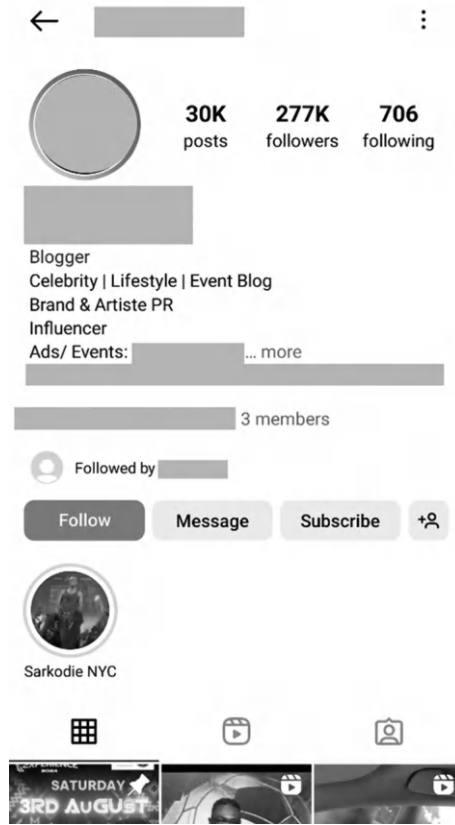 30K 277K 706
posts followers following
Blogger
Celebrity | Lifestyle | Event Blog
Brand & Artiste PR
Influencer
Ads/ Events: ... more
3 members
Followed by
Follow Message Subscribe
Sarkodie NYC
SATURDAY
3RD AUGUST